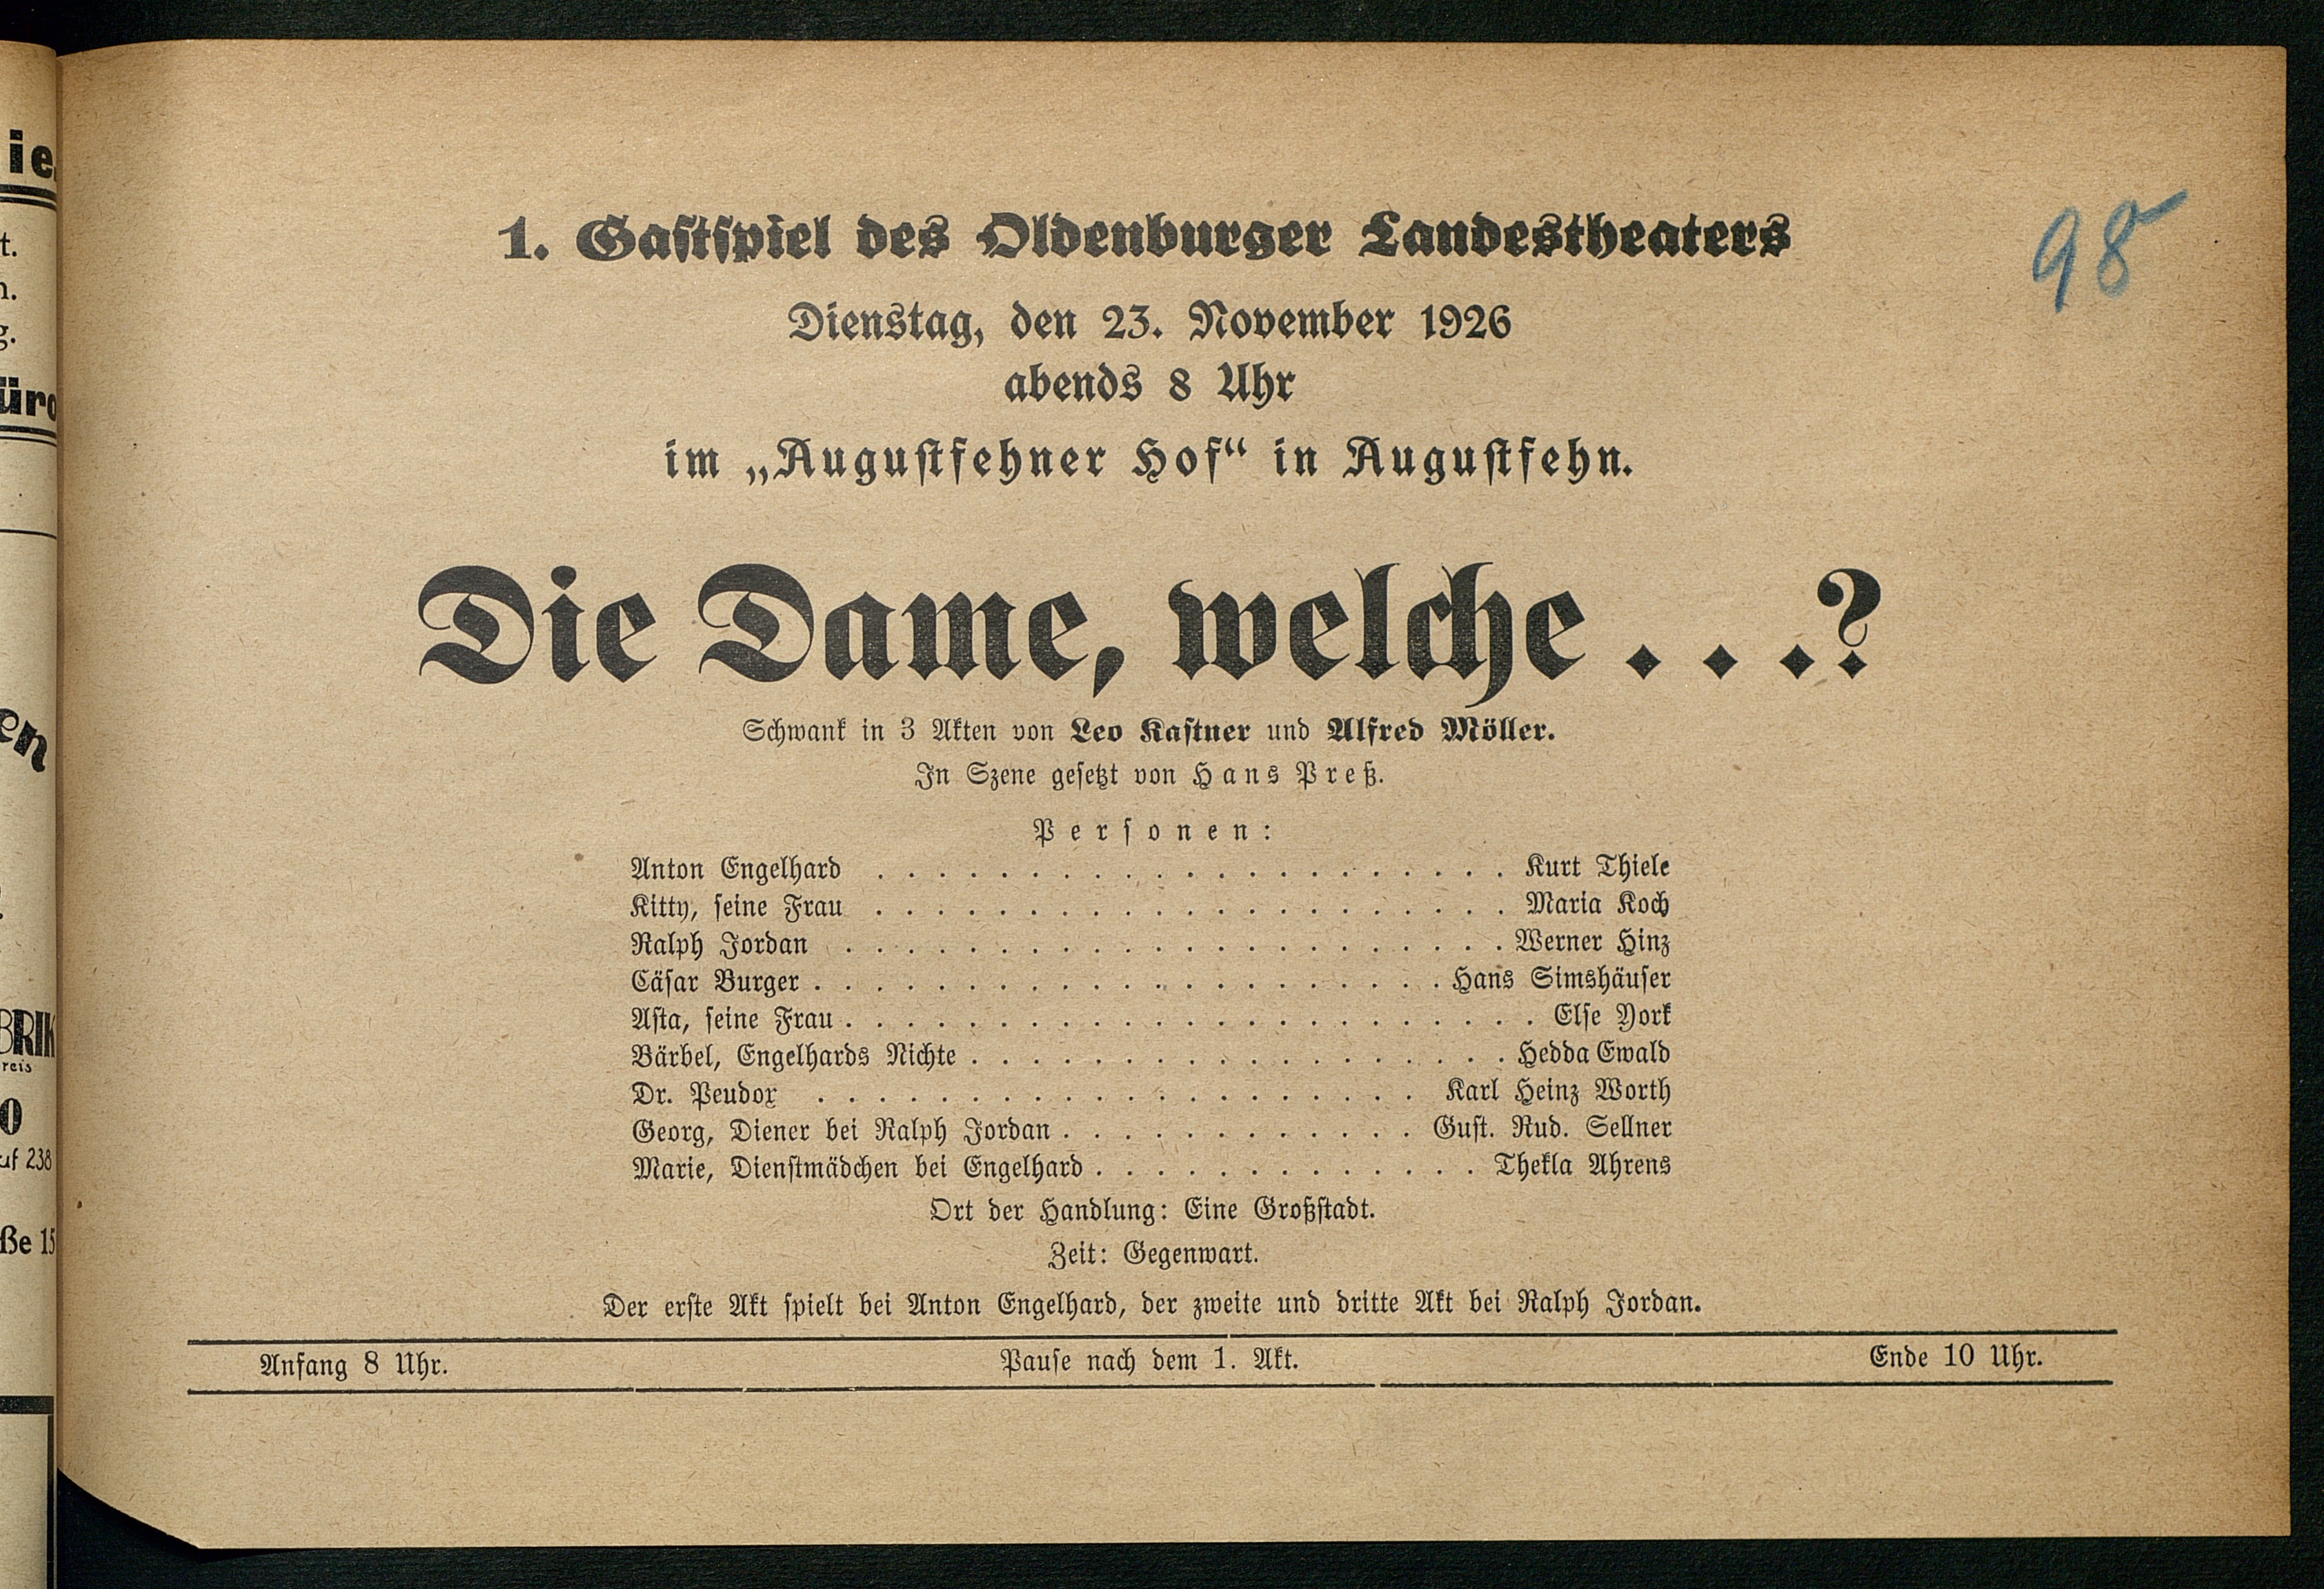 1. Gastspiel des Oldenburger Landestheaters
98
Dienstag, den 23. November 1926
abends 8 Uhr
im „Augustfehner Hof“ in Augustfehn.
Die Dame, welche . . .?
Schwank in 3 Akten von Leo Kastner und Alfred Möller.
In Szene gesetzt von Hans Preß.
Personen:
Anton Engelhard . . . . . . . . . . . . . . . . . . . . . Kurt Thiele
Kitty, seine Frau . . . . . . . . . . . . . . . . . . . . . Maria Koch
Ralph Jordan . . . . . . . . . . . . . . . . . . . . . . Werner Hinz
Cäsar Burger . . . . . . . . . . . . . . . . . . . . . Hans Simshäuser
Asta, seine Frau . . . . . . . . . . . . . . . . . . . . . . . Else York
Bärbel, Engelhards Nichte . . . . . . . . . . . . . . . . . . Hedda Ewald
Dr. Peudox . . . . . . . . . . . . . . . . . . . . Karl Heinz Worth
Georg, Diener bei Ralph Jordan . . . . . . . . . . . . Gust. Rud. Sellner
Marie, Dienstmädchen bei Engelhard . . . . . . . . . . . . . Thekla Ahrens
Ort der Handlung: Eine Großstadt.
Zeit: Gegenwart.
Der erste Akt spielt bei Anton Engelhard, der zweite und dritte Akt bei Ralph Jordan.
Anfang 8 Uhr. Pause nach dem 1. Akt. Ende 10 Uhr.